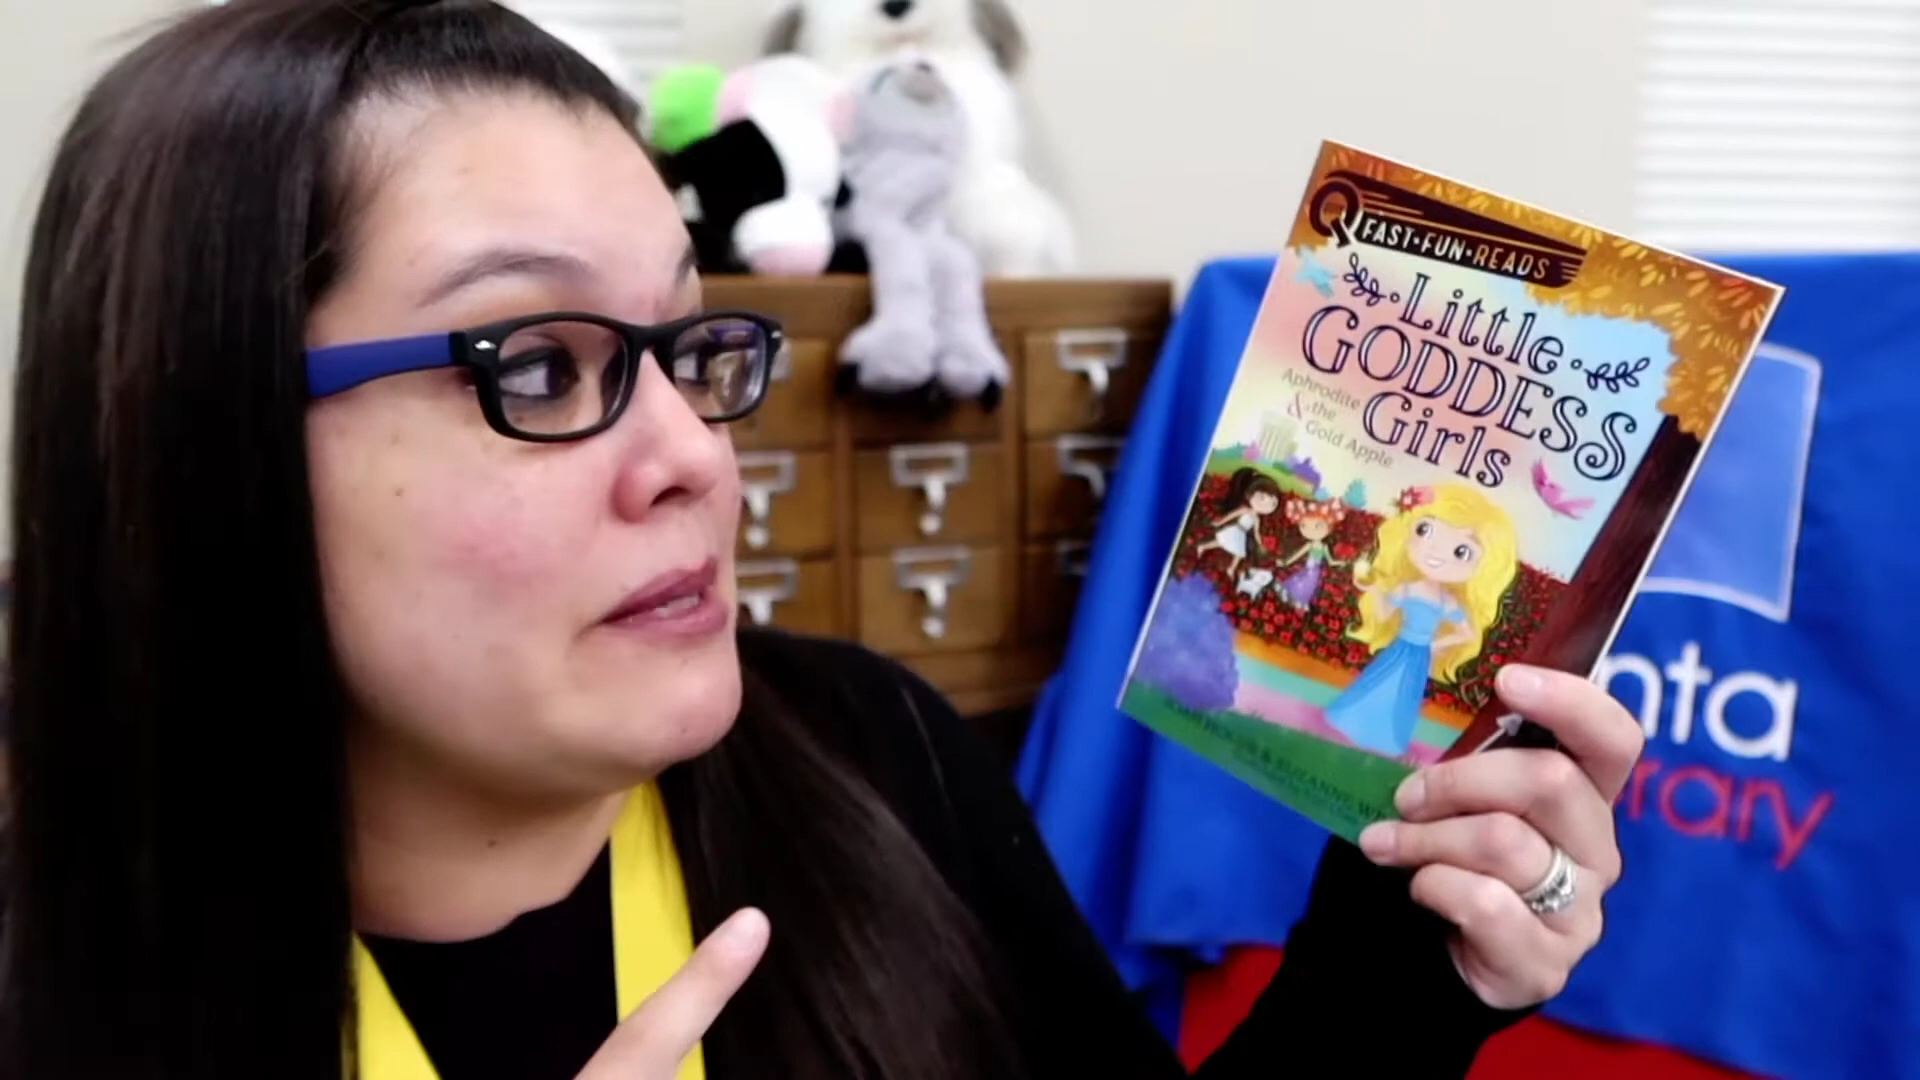 FAST•FUN•READS
Little
GODDESS
Girls
Aphrodite
& the
Gold Apple
nta
rary